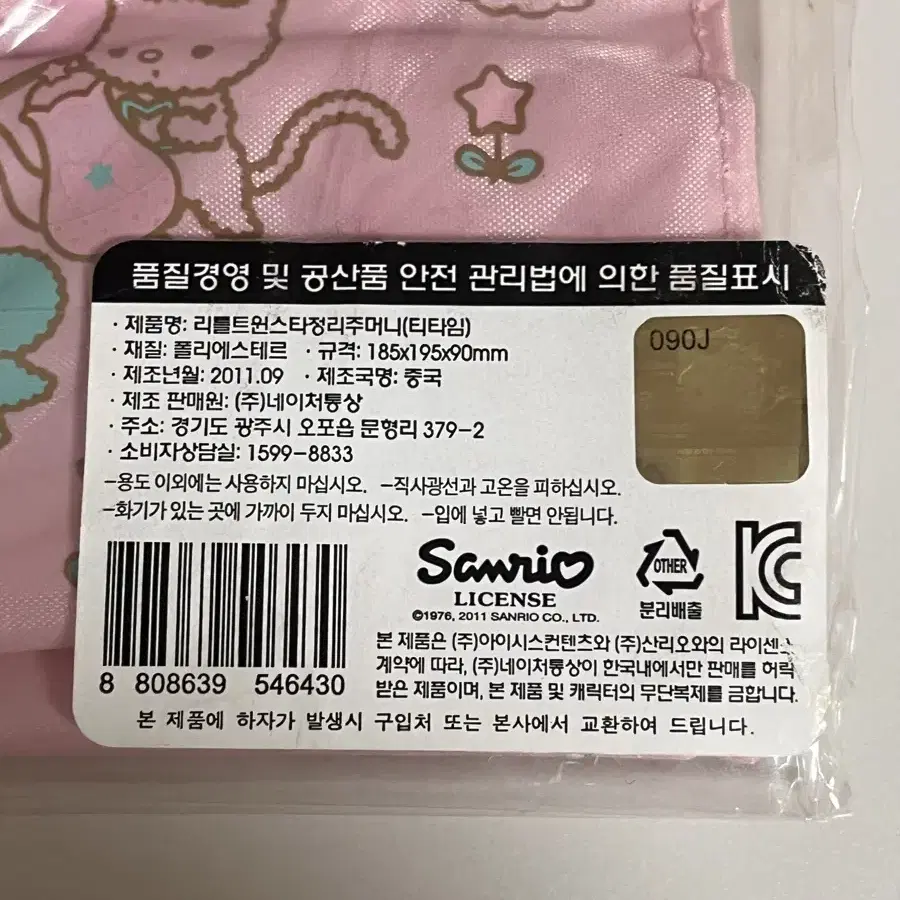 품질경영 및 공산품 안전 관리법에 의한 품질표시
· 제품명: 리틀트윈스타정리주머니(티타임)
· 재질: 폴리에스테르 · 규격: 185x195x90mm
· 제조년월: 2011.09 · 제조국명: 중국
· 제조 판매원: (주)네이처통상
· 주소: 경기도 광주시 오포읍 문형리 379-2
· 소비자상담실: 1599-8833
090J
-용도 이외에는 사용하지 마십시오. -직사광선과 고온을 피하십시오.
-화기가 있는 곳에 가까이 두지 마십시오. -입에 넣고 빨면 안됩니다.
Sanrio
LICENSE
©1976, 2011 SANRIO CO., LTD.
OTHER
분리배출
KC
본 제품은 (주)아이시스컨텐츠와 (주)산리오와의 라이센스
계약에 따라, (주)네이처통상이 한국내에서만 판매를 허락
받은 제품이며, 본 제품 및 캐릭터의 무단복제를 금합니다.
8 808639 546430
본 제품에 하자가 발생시 구입처 또는 본사에서 교환하여 드립니다.